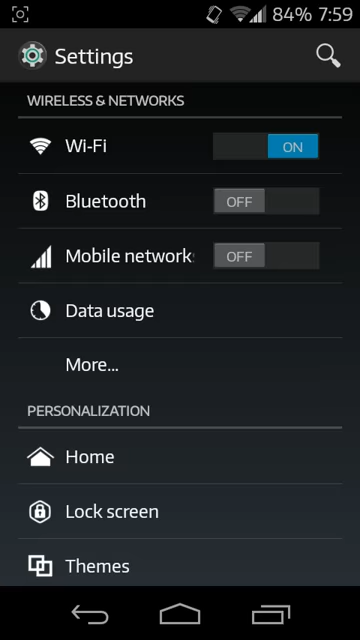 84% 7:59
Settings
WIRELESS & NETWORKS
Wi-Fi
ON
Bluetooth
OFF
Mobile network
OFF
Data usage
More...
PERSONALIZATION
Home
Lock screen
Themes